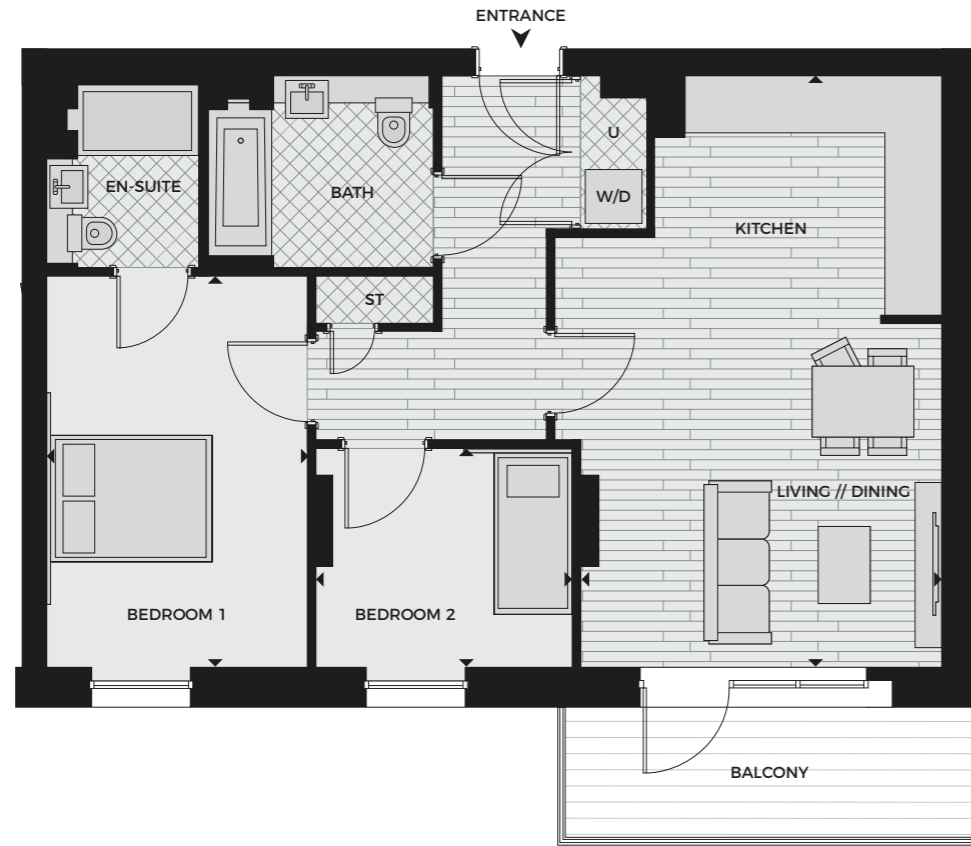 ENTRANCE
U
EN-SUITE
BATH
W/D
KITCHEN
ST
LIVING // DINING
BEDROOM 1
BEDROOM 2
BALCONY